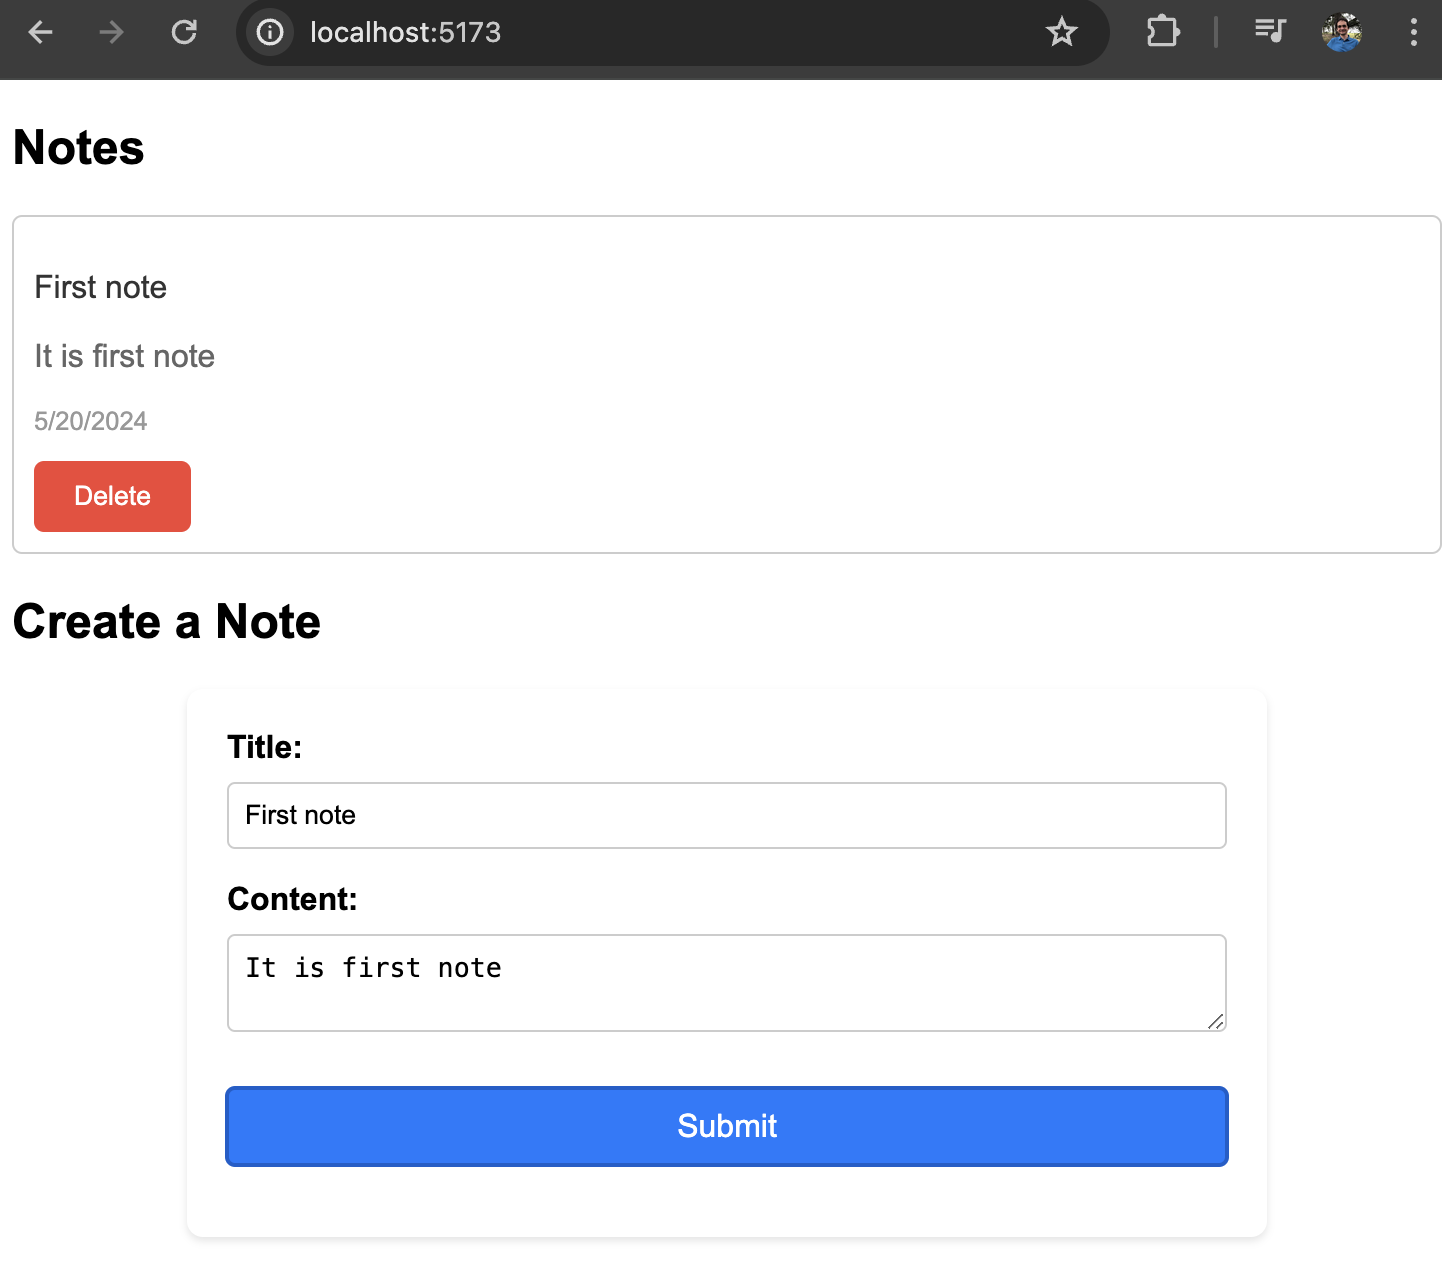 localhost:5173
Notes
First note
It is first note
5/20/2024
Delete
Create a Note
Title:
First note
Content:
It is first note
Submit